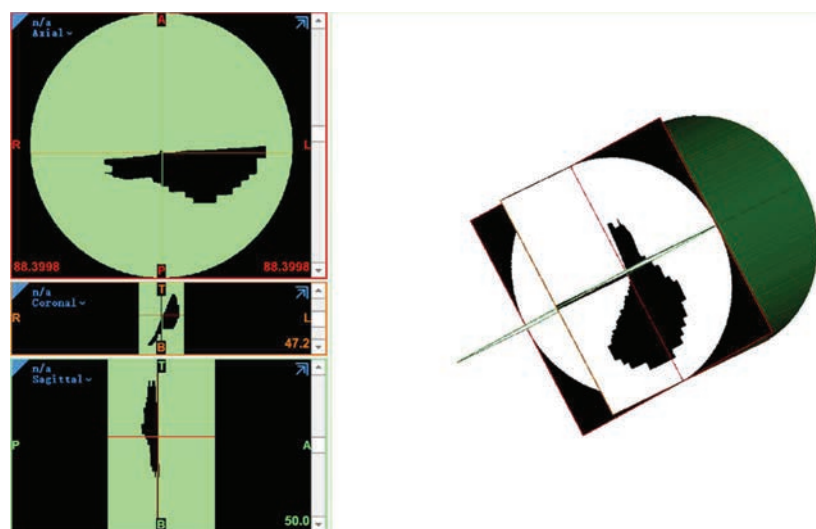 n/a
Axial
A
R
L
88.3998
P
88.3998
n/a
Coronal
T
R
L
B
47.2
n/a
Sagittal
T
P
A
B
50.0